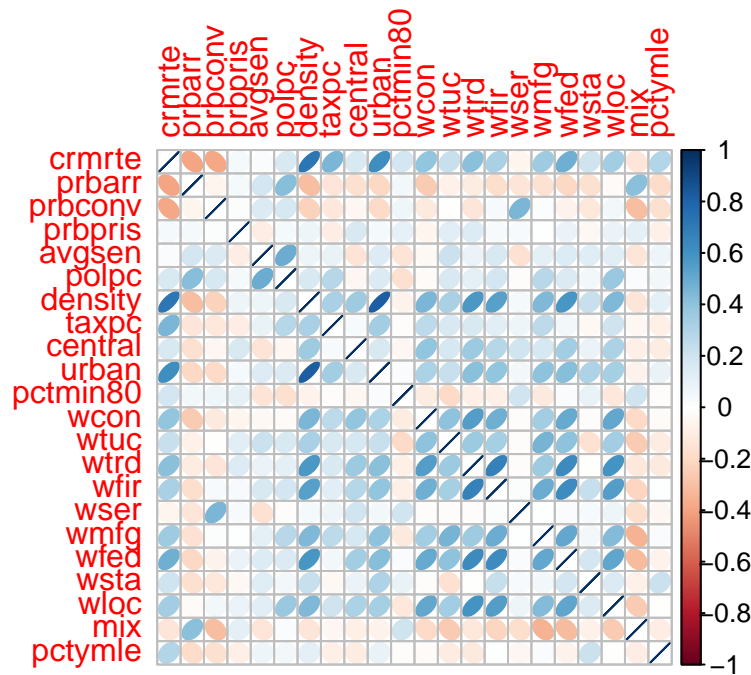 crmrte
prbarr
prbconv
prbpris
avgsen
polpc
density
taxpc
central
urban
pctmin80
wcon
wtuc
wtrd
wfir
wser
wmfg
wfed
wsta
wloc
mix
pctymle
crmrte
prbarr
prbconv
prbpris
avgsen
polpc
density
taxpc
central
urban
pctmin80
wcon
wtuc
wtrd
wfir
wser
wmfg
wfed
wsta
wloc
mix
pctymle
1
0.8
0.6
0.4
0.2
0
−0.2
−0.4
−0.6
−0.8
−1